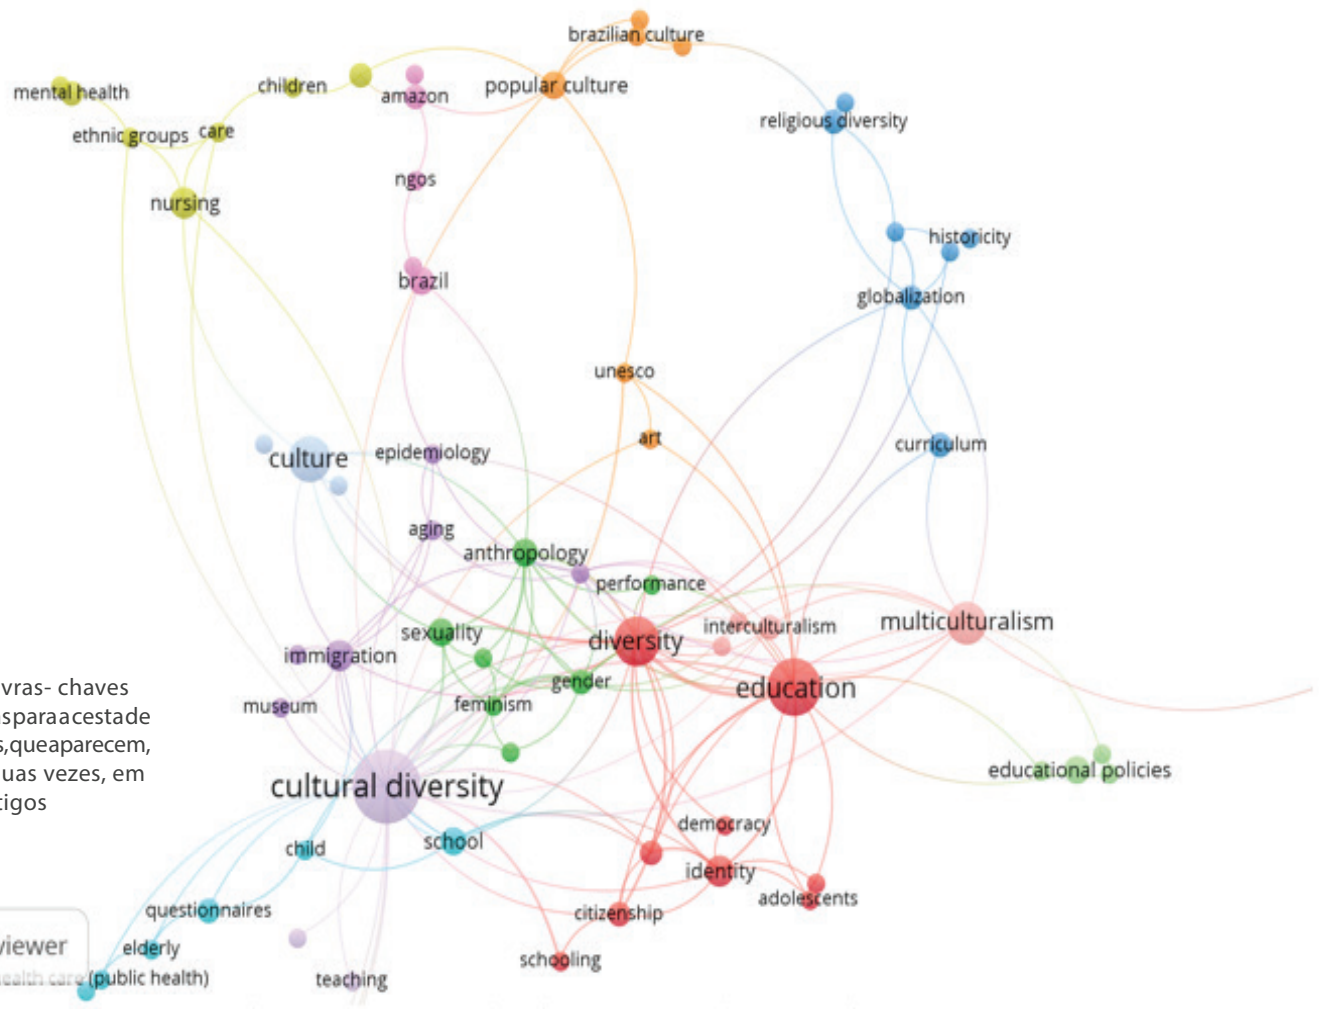 brazilian culture
popular culture
children
mental health
amazon
religious diversity
care
ethnic groups
ngos
nursing
historicity
brazil
globalization
unesco
art
curriculum
epidemiology
culture
aging
anthropology
performance
multiculturalism
interculturalism
sexuality
diversity
immigration
gender
education
vras- chaves
feminism
museum
sparaacestade
s,queaparecem,
educational policies
uas vezes, em
cultural diversity
tigos
democracy
school
child
identity
adolescents
questionnaires
citizenship
viewer
elderly
schooling
health care (public health)
teaching